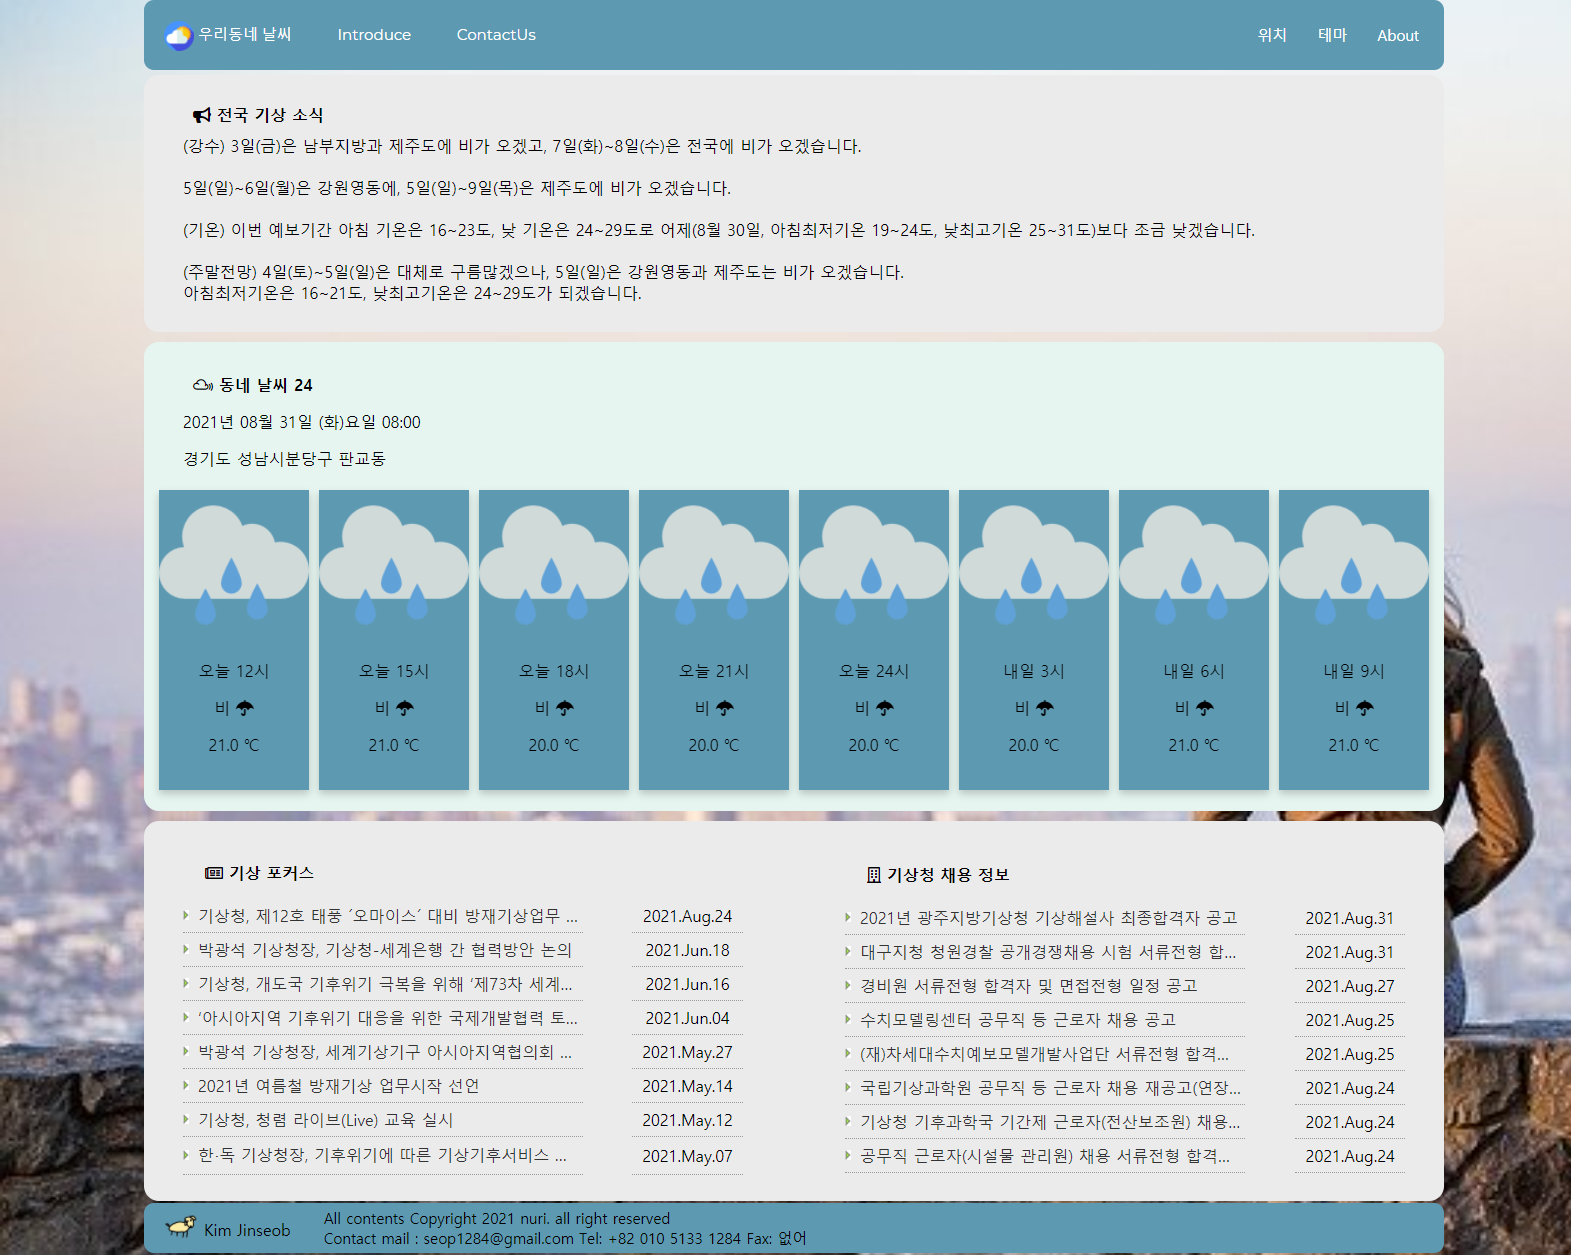 우리동네 날씨 Introduce ContactUs 위치 테마 About
전국 기상 소식
(강수) 3일(금)은 남부지방과 제주도에 비가 오겠고, 7일(화)~8일(수)은 전국에 비가 오겠습니다.
5일(일)~6일(월)은 강원영동에, 5일(일)~9일(목)은 제주도에 비가 오겠습니다.
(기온) 이번 예보기간 아침 기온은 16~23도, 낮 기온은 24~29도로 어제(8월 30일, 아침최저기온 19~24도, 낮최고기온 25~31도)보다 조금 낮겠습니다.
(주말전망) 4일(토)~5일(일)은 대체로 구름많겠으나, 5일(일)은 강원영동과 제주도는 비가 오겠습니다.
아침최저기온은 16~21도, 낮최고기온은 24~29도가 되겠습니다.
동네 날씨 24
2021년 08월 31일 (화)요일 08:00
경기도 성남시분당구 판교동
오늘 12시 오늘 15시 오늘 18시 오늘 21시 오늘 24시 내일 3시 내일 6시 내일 9시
비 비 비 비 비 비 비 비
21.0 ℃ 21.0 ℃ 20.0 ℃ 20.0 ℃ 20.0 ℃ 20.0 ℃ 21.0 ℃ 21.0 ℃
기상 포커스
기상청, 제12호 태풍 ´오마이스´ 대비 방재기상업무 ... 2021.Aug.24
박광석 기상청장, 기상청-세계은행 간 협력방안 논의 2021.Jun.18
기상청, 개도국 기후위기 극복을 위해 ‘제73차 세계... 2021.Jun.16
‘아시아지역 기후위기 대응을 위한 국제개발협력 토... 2021.Jun.04
박광석 기상청장, 세계기상기구 아시아지역협의회 ... 2021.May.27
2021년 여름철 방재기상 업무시작 선언 2021.May.14
기상청, 청렴 라이브(Live) 교육 실시 2021.May.12
한·독 기상청장, 기후위기에 따른 기상기후서비스 ... 2021.May.07
기상청 채용 정보
2021년 광주지방기상청 기상해설사 최종합격자 공고 2021.Aug.31
대구지청 청원경찰 공개경쟁채용 시험 서류전형 합... 2021.Aug.31
경비원 서류전형 합격자 및 면접전형 일정 공고 2021.Aug.27
수치모델링센터 공무직 등 근로자 채용 공고 2021.Aug.25
(재)차세대수치예보모델개발사업단 서류전형 합격... 2021.Aug.25
국립기상과학원 공무직 등 근로자 채용 재공고(연장... 2021.Aug.24
기상청 기후과학국 기간제 근로자(전산보조원) 채용... 2021.Aug.24
공무직 근로자(시설물 관리원) 채용 서류전형 합격... 2021.Aug.24
Kim Jinseob
All contents Copyright 2021 nuri. all right reserved
Contact mail : seop1284@gmail.com Tel: +82 010 5133 1284 Fax: 없어